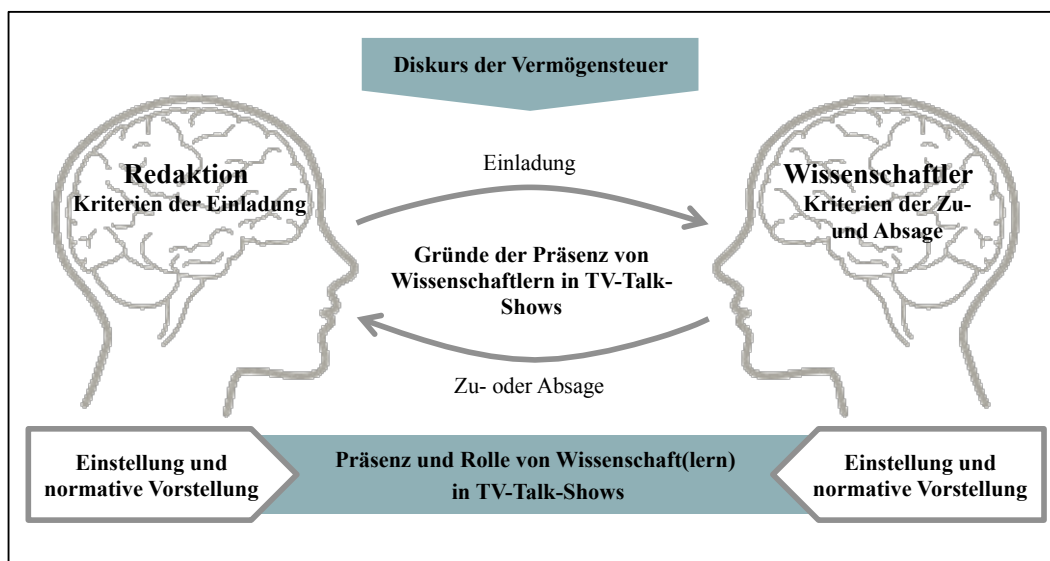 Diskurs der Vermögensteuer
Redaktion
Kriterien der Einladung
Einladung
Wissenschaftler
Kriterien der Zu-
und Absage
Gründe der Präsenz von
Wissenschaftlern in TV-Talk-
Shows
Zu- oder Absage
Einstellung und
normative Vorstellung
Präsenz und Rolle von Wissenschaft(lern)
in TV-Talk-Shows
Einstellung und
normative Vorstellung